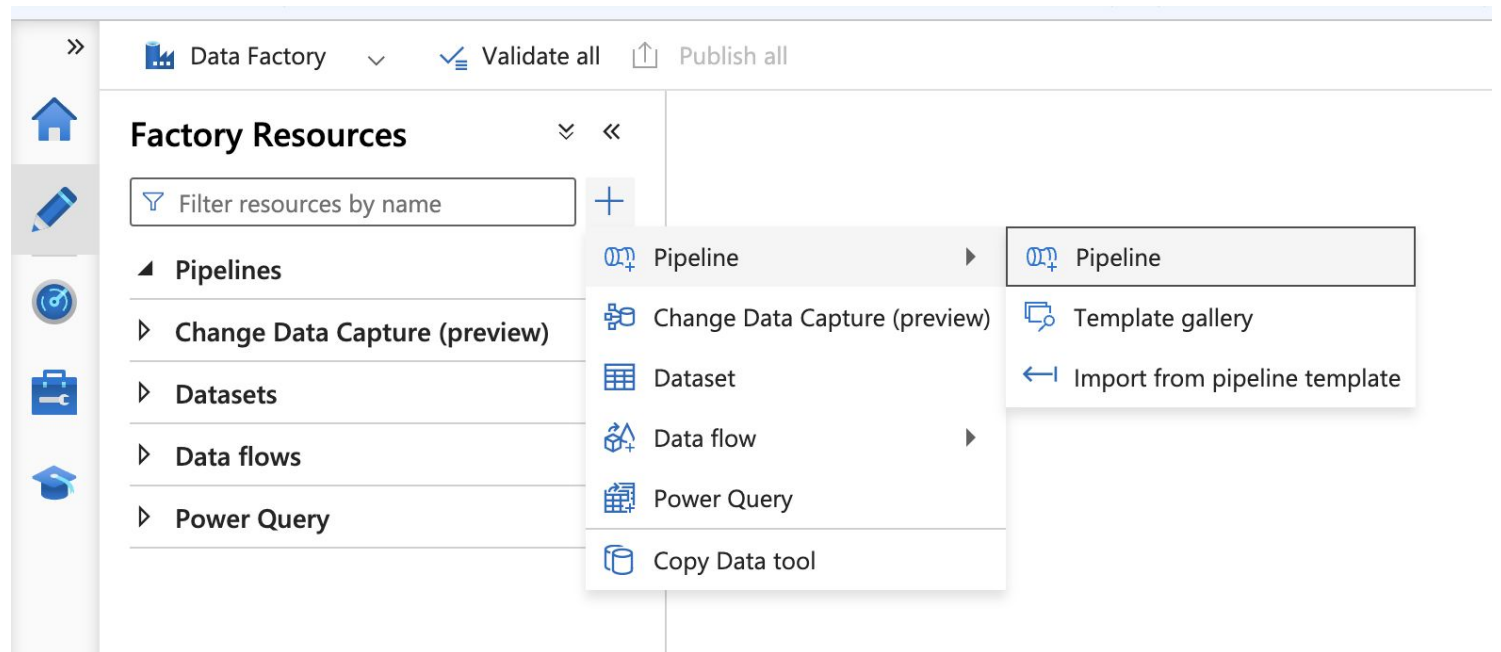 Data Factory
Validate all
Publish all
Factory Resources
Filter resources by name
Pipelines
Change Data Capture (preview)
Datasets
Data flows
Power Query
Pipeline
Change Data Capture (preview)
Dataset
Data flow
Power Query
Copy Data tool
Pipeline
Template gallery
Import from pipeline template